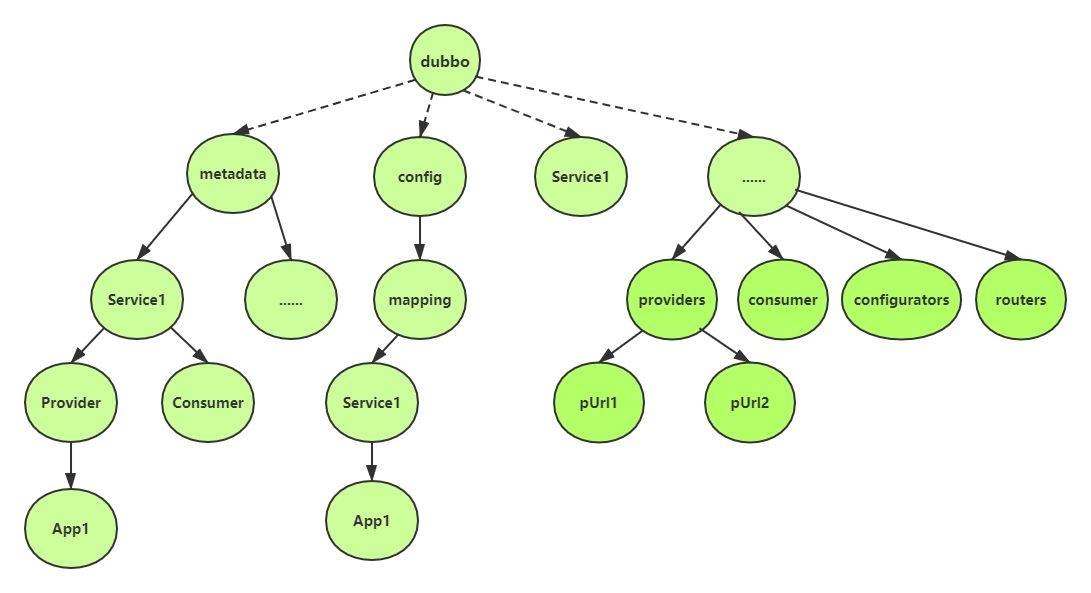 dubbo
metadata
config
Service1
......
Service1
......
mapping
providers
consumer
configurators
routers
Provider
Consumer
Service1
pUrl1
pUrl2
App1
App1